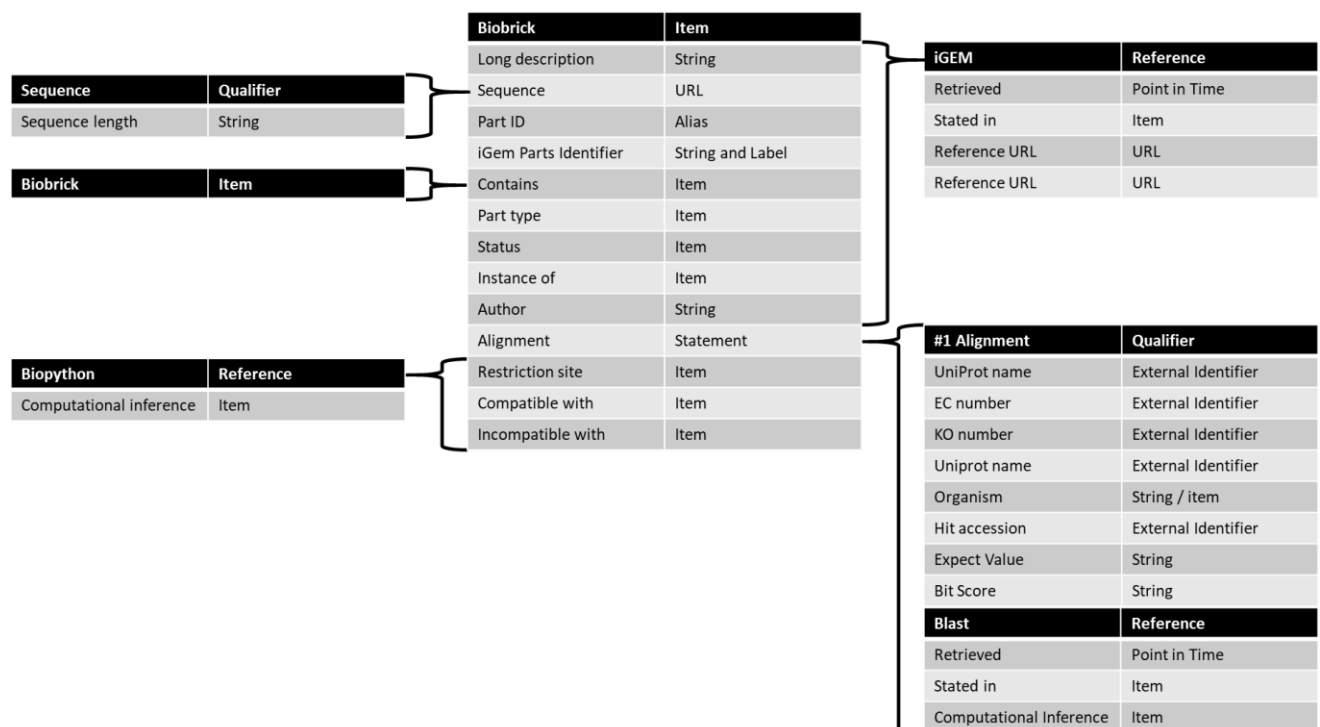 Biobrick Item
Long description String
Sequence URL
Part ID Alias
iGem Parts Identifier String and Label
Contains Item
Part type Item
Status Item
Instance of Item
Author String
Alignment Statement
Restriction site Item
Compatible with Item
Incompatible with Item
Sequence Qualifier
Sequence length String
Biobrick Item
Biopython Reference
Computational inference Item
iGEM Reference
Retrieved Point in Time
Stated in Item
Reference URL URL
Reference URL URL
#1 Alignment Qualifier
UniProt name External Identifier
EC number External Identifier
KO number External Identifier
Uniprot name External Identifier
Organism String / item
Hit accession External Identifier
Expect Value String
Bit Score String
Blast Reference
Retrieved Point in Time
Stated in Item
Computational Inference Item